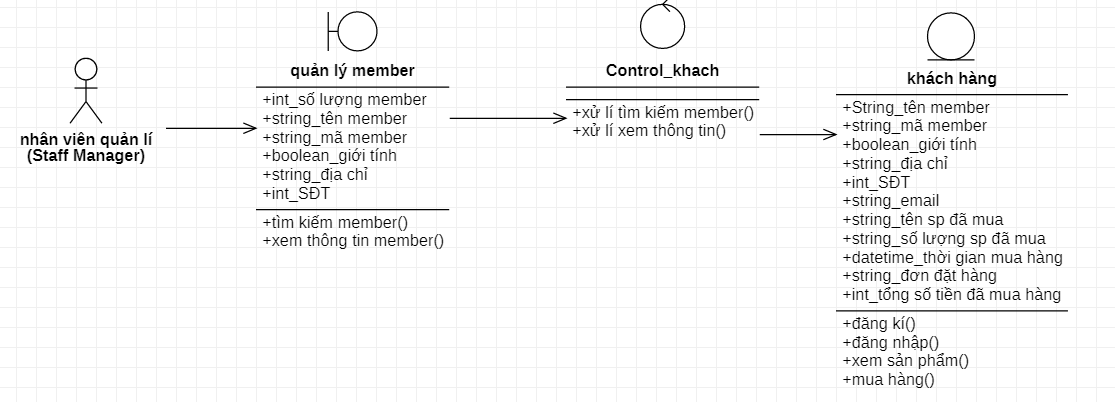 nhân viên quản lí
(Staff Manager)
quản lý member
+int_số lượng member
+string_tên member
+string_mã member
+boolean_giới tính
+string_địa chỉ
+int_SĐT
+tìm kiếm member()
+xem thông tin member()
Control_khach
+xử lí tìm kiếm member()
+xử lí xem thông tin()
khách hàng
+String_tên member
+string_mã member
+boolean_giới tính
+string_địa chỉ
+int_SĐT
+string_email
+string_tên sp đã mua
+string_số lượng sp đã mua
+datetime_thời gian mua hàng
+string_đơn đặt hàng
+int_tổng số tiền đã mua hàng
+đăng kí()
+đăng nhập()
+xem sản phẩm()
+mua hàng()